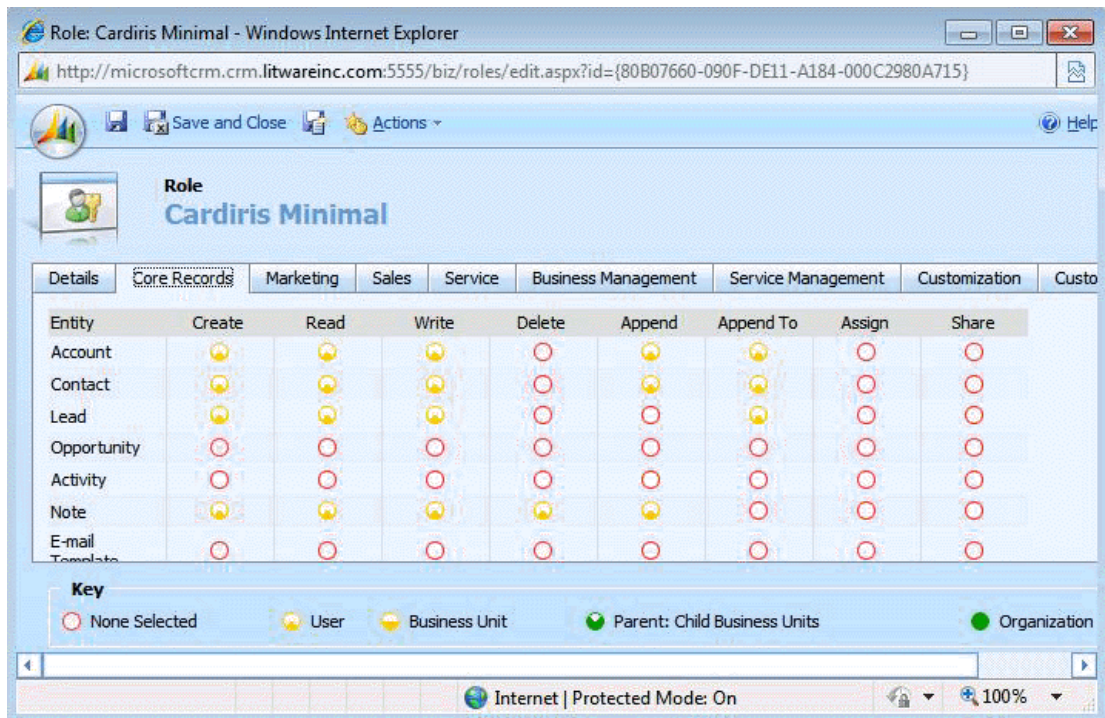 Role: Cardiris Minimal - Windows Internet Explorer
http://microsoftcrm.crm.litwareinc.com:5555/biz/roles/edit.aspx?id={80B07660-090F-DE11-A184-000C2980A715}
Save and Close Actions Help
Role
Cardiris Minimal
Details Core Records Marketing Sales Service Business Management Service Management Customization Custo
Entity Create Read Write Delete Append Append To Assign Share
Account
Contact
Lead
Opportunity
Activity
Note
E-mail
Template
Key
None Selected User Business Unit Parent: Child Business Units Organization
Internet | Protected Mode: On 100%